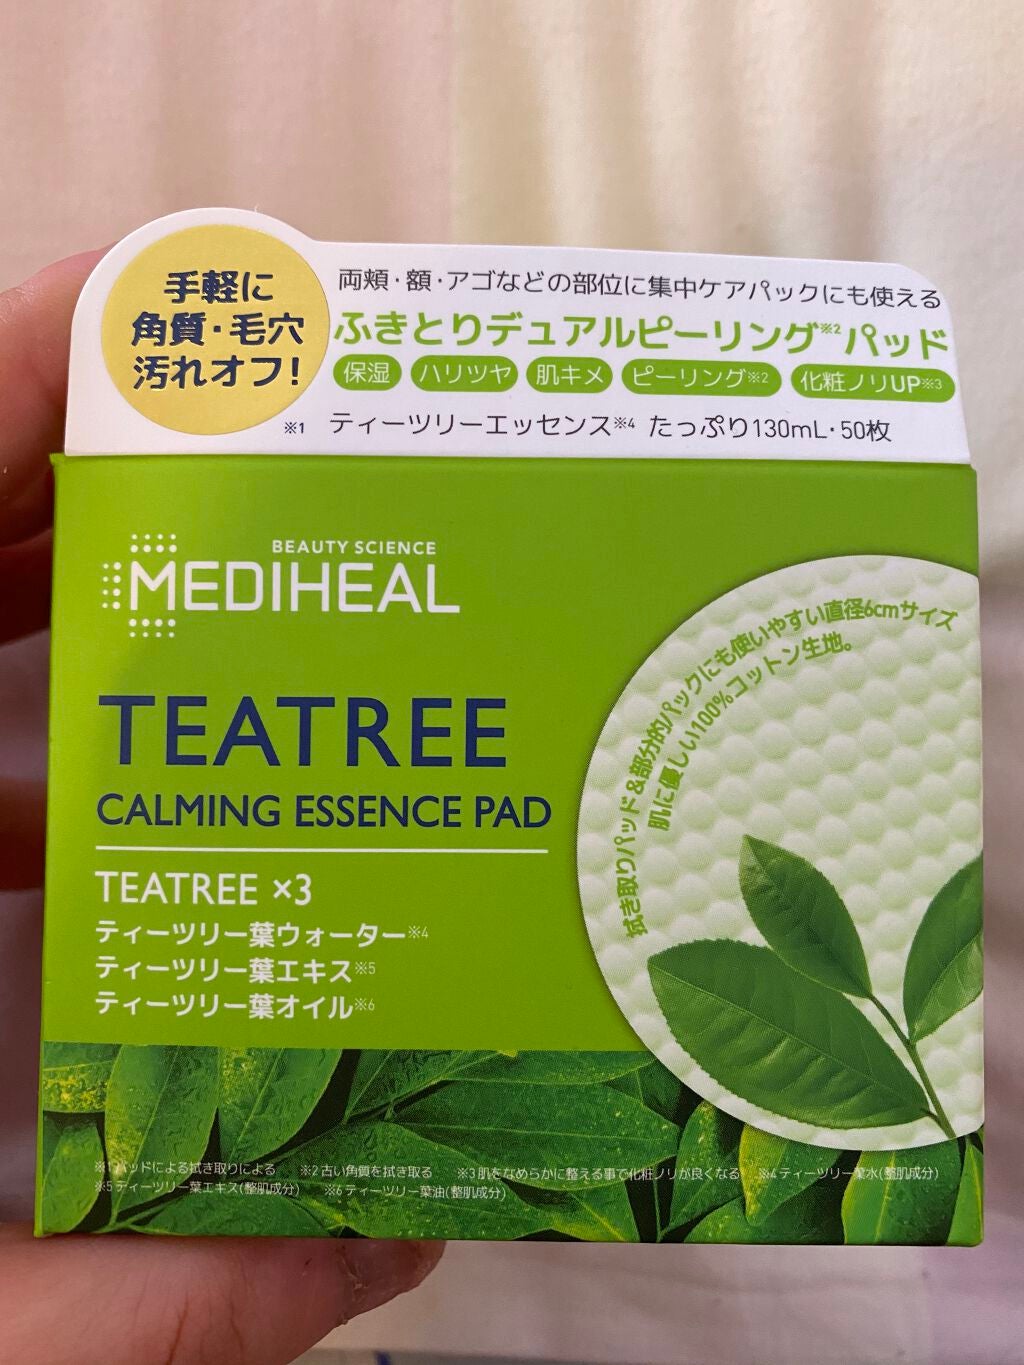 手軽に
角質・毛穴
汚れオフ!
※1
両頬・額・アゴなどの部位に集中ケアパックにも使える
ふきとりデュアルピーリング※2パッド
保湿 ハリツヤ 肌キメ ピーリング※2 化粧ノリUP※3
ティーツリーエッセンス※4 たっぷり130mL・50枚
BEAUTY SCIENCE
MEDIHEAL
TEATREE
CALMING ESSENCE PAD
TEATREE ×3
ティーツリー葉ウォーター※4
ティーツリー葉エキス※5
ティーツリー葉オイル※6
拭き取りパッド&部分的パックにも使いやすい直径6cmサイズ
肌に優しい100%コットン生地。
※1 パッドによる拭き取りによる ※2 古い角質を拭き取る ※3 肌をなめらかに整える事で化粧ノリが良くなる ※4 ティーツリー葉水(整肌成分)
※5 ティーツリー葉エキス(整肌成分) ※6 ティーツリー葉油(整肌成分)